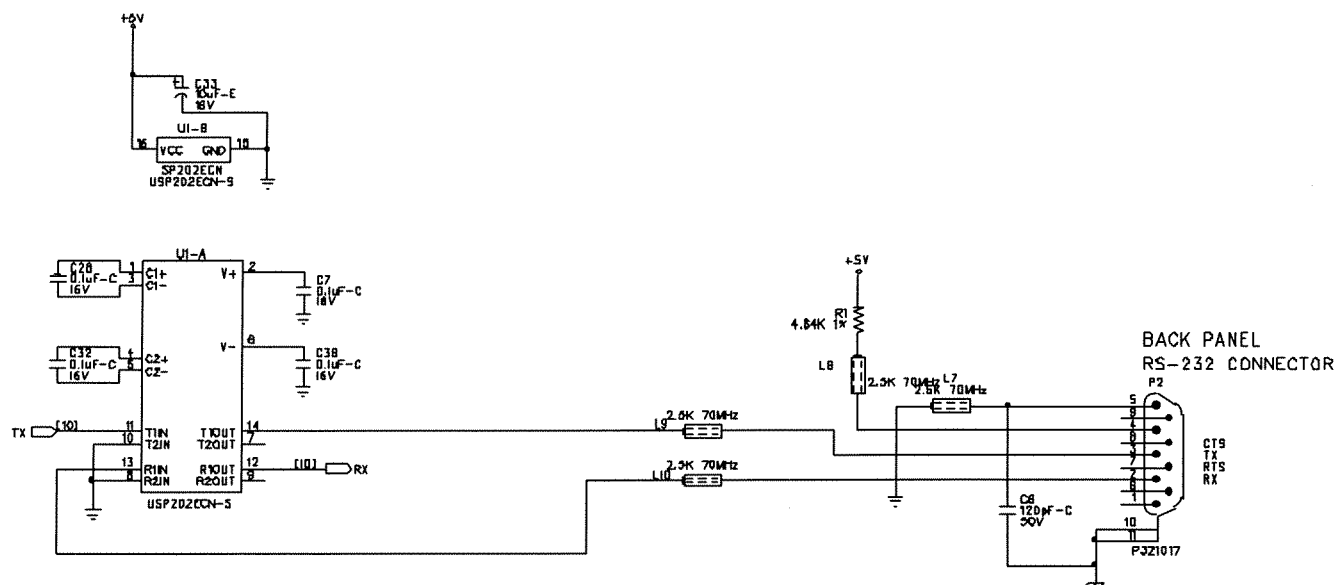 +5V
C33
10uF-E
16V
U1-B
16 VCC GND 15
SP202ECN
USP202ECN-S
U1-A
C28
0.1uF-C
16V
1 C1+
3 C1-
V+ 2
C7
0.1uF-C
16V
C32
0.1uF-C
16V
4 C2+
5 C2-
V- 6
C38
0.1uF-C
16V
TX [10] 11 T1IN T1OUT 14
10 T2IN T2OUT 7
13 R1IN R1OUT 12 [10] RX
8 R2IN R2OUT 9
USP202ECN-S
+5V
R1
4.64K 1%
L8
2.5K 70MHz
L7
2.5K 70MHz
L9
2.5K 70MHz
L10
2.5K 70MHz
C6
120pF-C
50V
BACK PANEL
RS-232 CONNECTOR
P2
5
9
4
8 CTS
3 TX
7 RTS
2 RX
6
1
10
11
P3Z1017